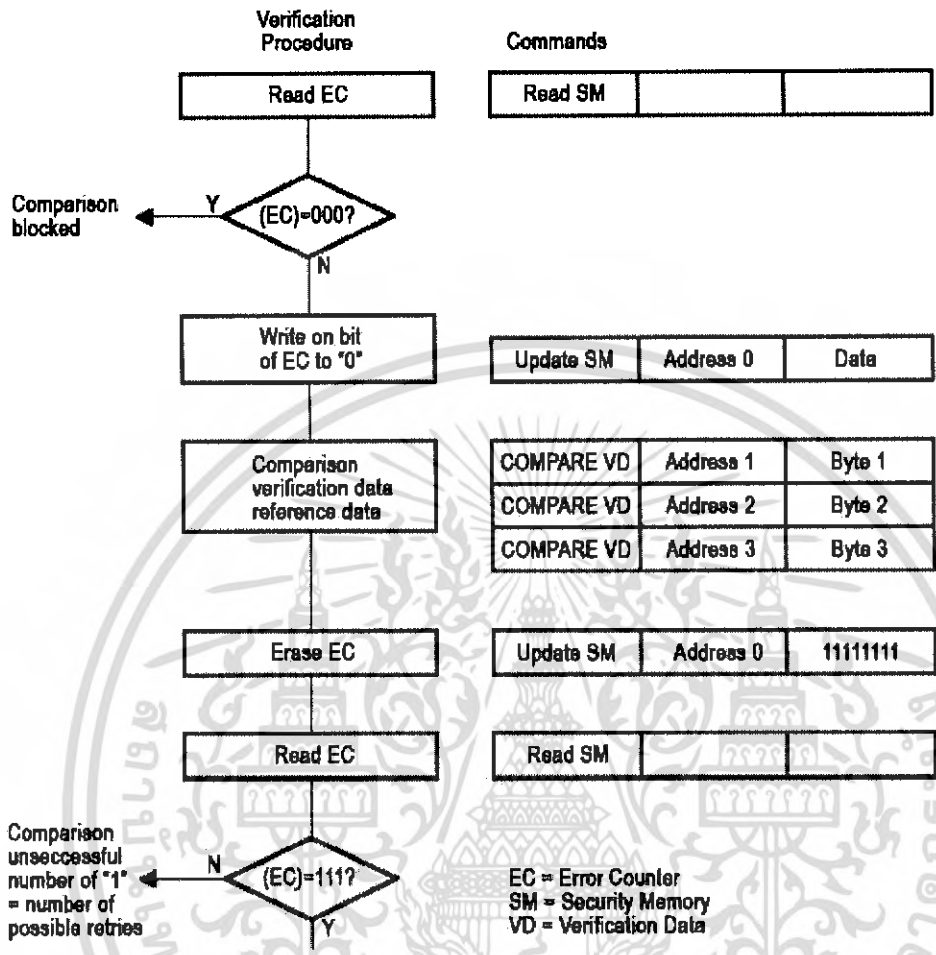 Verification
Procedure
Commands
Read EC
Read SM
Comparison
blocked
Y
(EC)=000?
N
Write on bit
of EC to "0"
Update SM
Address 0
Data
Comparison
verification data
reference data
COMPARE VD
Address 1
Byte 1
COMPARE VD
Address 2
Byte 2
COMPARE VD
Address 3
Byte 3
Erase EC
Update SM
Address 0
11111111
Read EC
Read SM
Comparison
unseccessful
number of "1"
= number of
possible retries
N
(EC)=111?
Y
EC = Error Counter
SM = Security Memory
VD = Verification Data